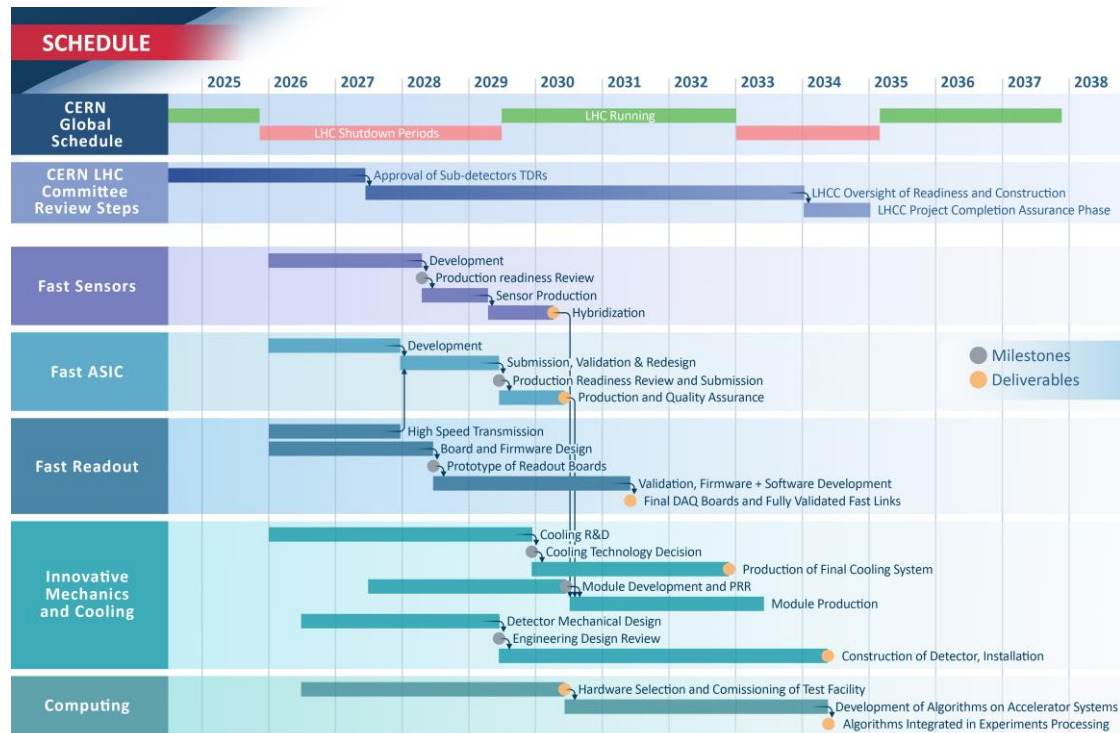 SCHEDULE
2025 2026 2027 2028 2029 2030 2031 2032 2033 2034 2035 2036 2037 2038
CERN
Global
Schedule
LHC Running
LHC Shutdown Periods
CERN LHC
Committee
Review Steps
Approval of Sub-detectors TDRs
LHCC Oversight of Readiness and Construction
LHCC Project Completion Assurance Phase
Fast Sensors
Development
Production readiness Review
Sensor Production
Hybridization
Fast ASIC
Development
Submission, Validation & Redesign
Production Readiness Review and Submission
Production and Quality Assurance
Milestones
Deliverables
Fast Readout
High Speed Transmission
Board and Firmware Design
Prototype of Readout Boards
Validation, Firmware + Software Development
Final DAQ Boards and Fully Validated Fast Links
Innovative
Mechanics
and Cooling
Cooling R&D
Cooling Technology Decision
Production of Final Cooling System
Module Development and PRR
Module Production
Detector Mechanical Design
Engineering Design Review
Construction of Detector, Installation
Computing
Hardware Selection and Comissioning of Test Facility
Development of Algorithms on Accelerator Systems
Algorithms Integrated in Experiments Processing